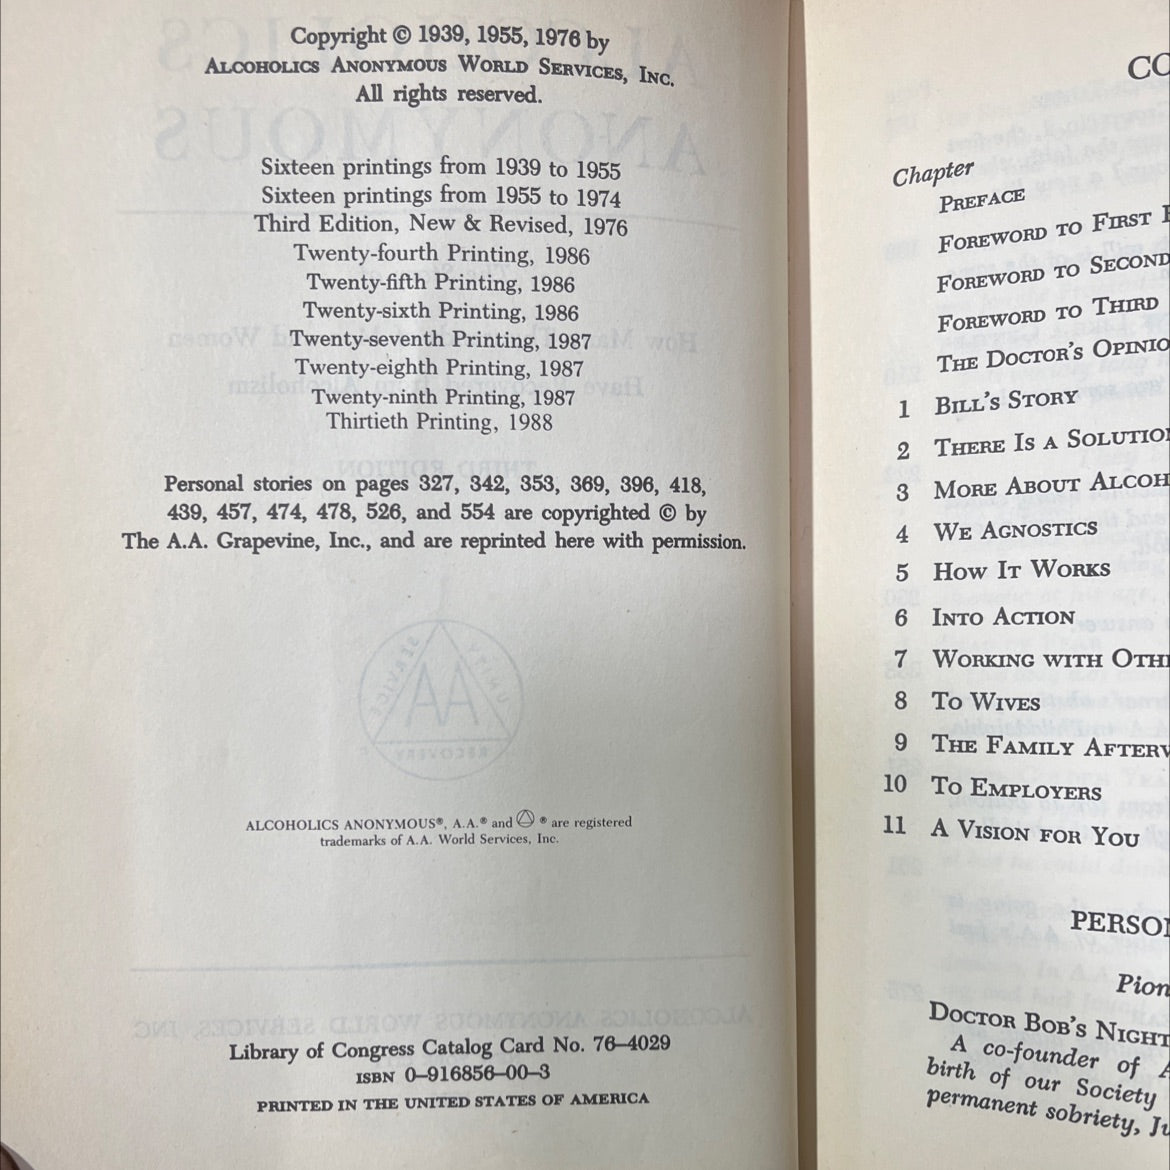 Copyright © 1939, 1955, 1976 by
ALCOHOLICS ANONYMOUS WORLD SERVICES, INC.
All rights reserved.
Sixteen printings from 1939 to 1955
Sixteen printings from 1955 to 1974
Third Edition, New & Revised, 1976
Twenty-fourth Printing, 1986
Twenty-fifth Printing, 1986
Twenty-sixth Printing, 1986
Twenty-seventh Printing, 1987
Twenty-eighth Printing, 1987
Twenty-ninth Printing, 1987
Thirtieth Printing, 1988
Personal stories on pages 327, 342, 353, 369, 396, 418,
439, 457, 474, 478, 526, and 554 are copyrighted © by
The A.A. Grapevine, Inc., and are reprinted here with permission.
ALCOHOLICS ANONYMOUS®, A.A.® and ® are registered
trademarks of A.A. World Services, Inc.
Library of Congress Catalog Card No. 76–4029
ISBN 0–916856–00–3
PRINTED IN THE UNITED STATES OF AMERICA
CO
Chapter
PREFACE
FOREWORD TO FIRST
FOREWORD TO SECOND
FOREWORD TO THIRD
THE DOCTOR'S OPINIO
1 BILL'S STORY
2 THERE IS A SOLUTIO
3 MORE ABOUT ALCOH
4 WE AGNOSTICS
5 HOW IT WORKS
6 INTO ACTION
7 WORKING WITH OTH
8 TO WIVES
9 THE FAMILY AFTERW
10 TO EMPLOYERS
11 A VISION FOR YOU
PERSO
Pion
DOCTOR BOB'S NIGHT
A co-founder of A
birth of our Society
permanent sobriety, Ju